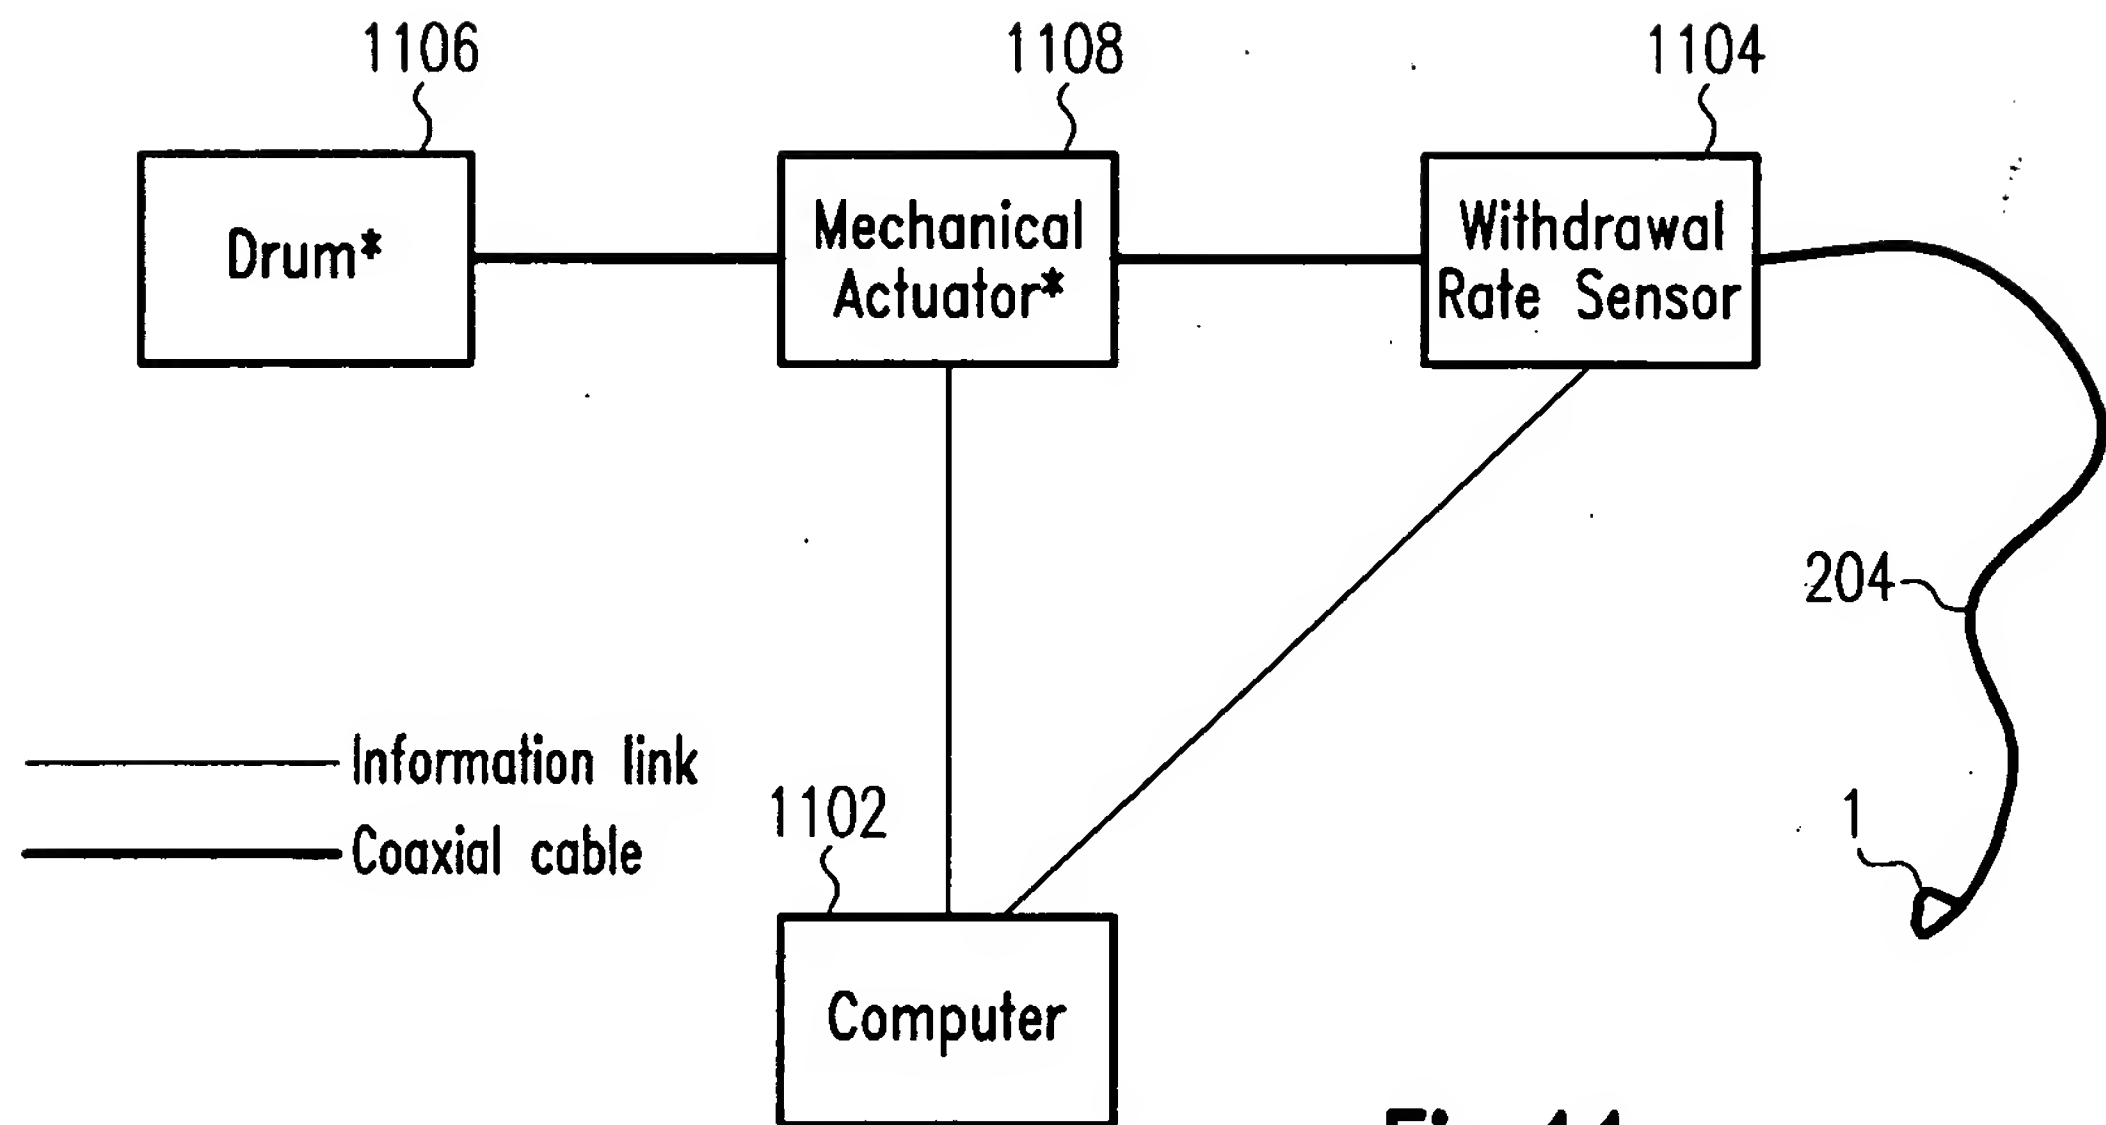 1106
1108
1104
Drum*
Mechanical
Actuator*
Withdrawal
Rate Sensor
204
Information link
Coaxial cable
1102
1
Computer